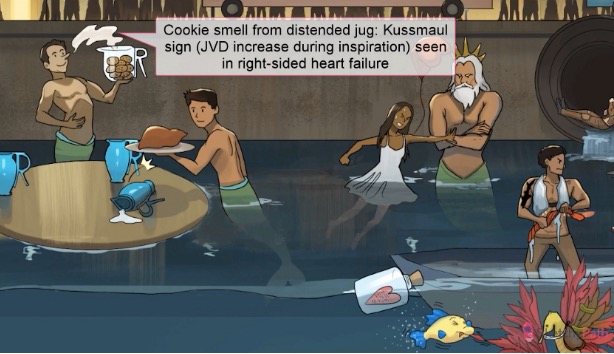 Cookie smell from distended jug: Kussmaul
sign (JVD increase during inspiration) seen
in right-sided heart failure